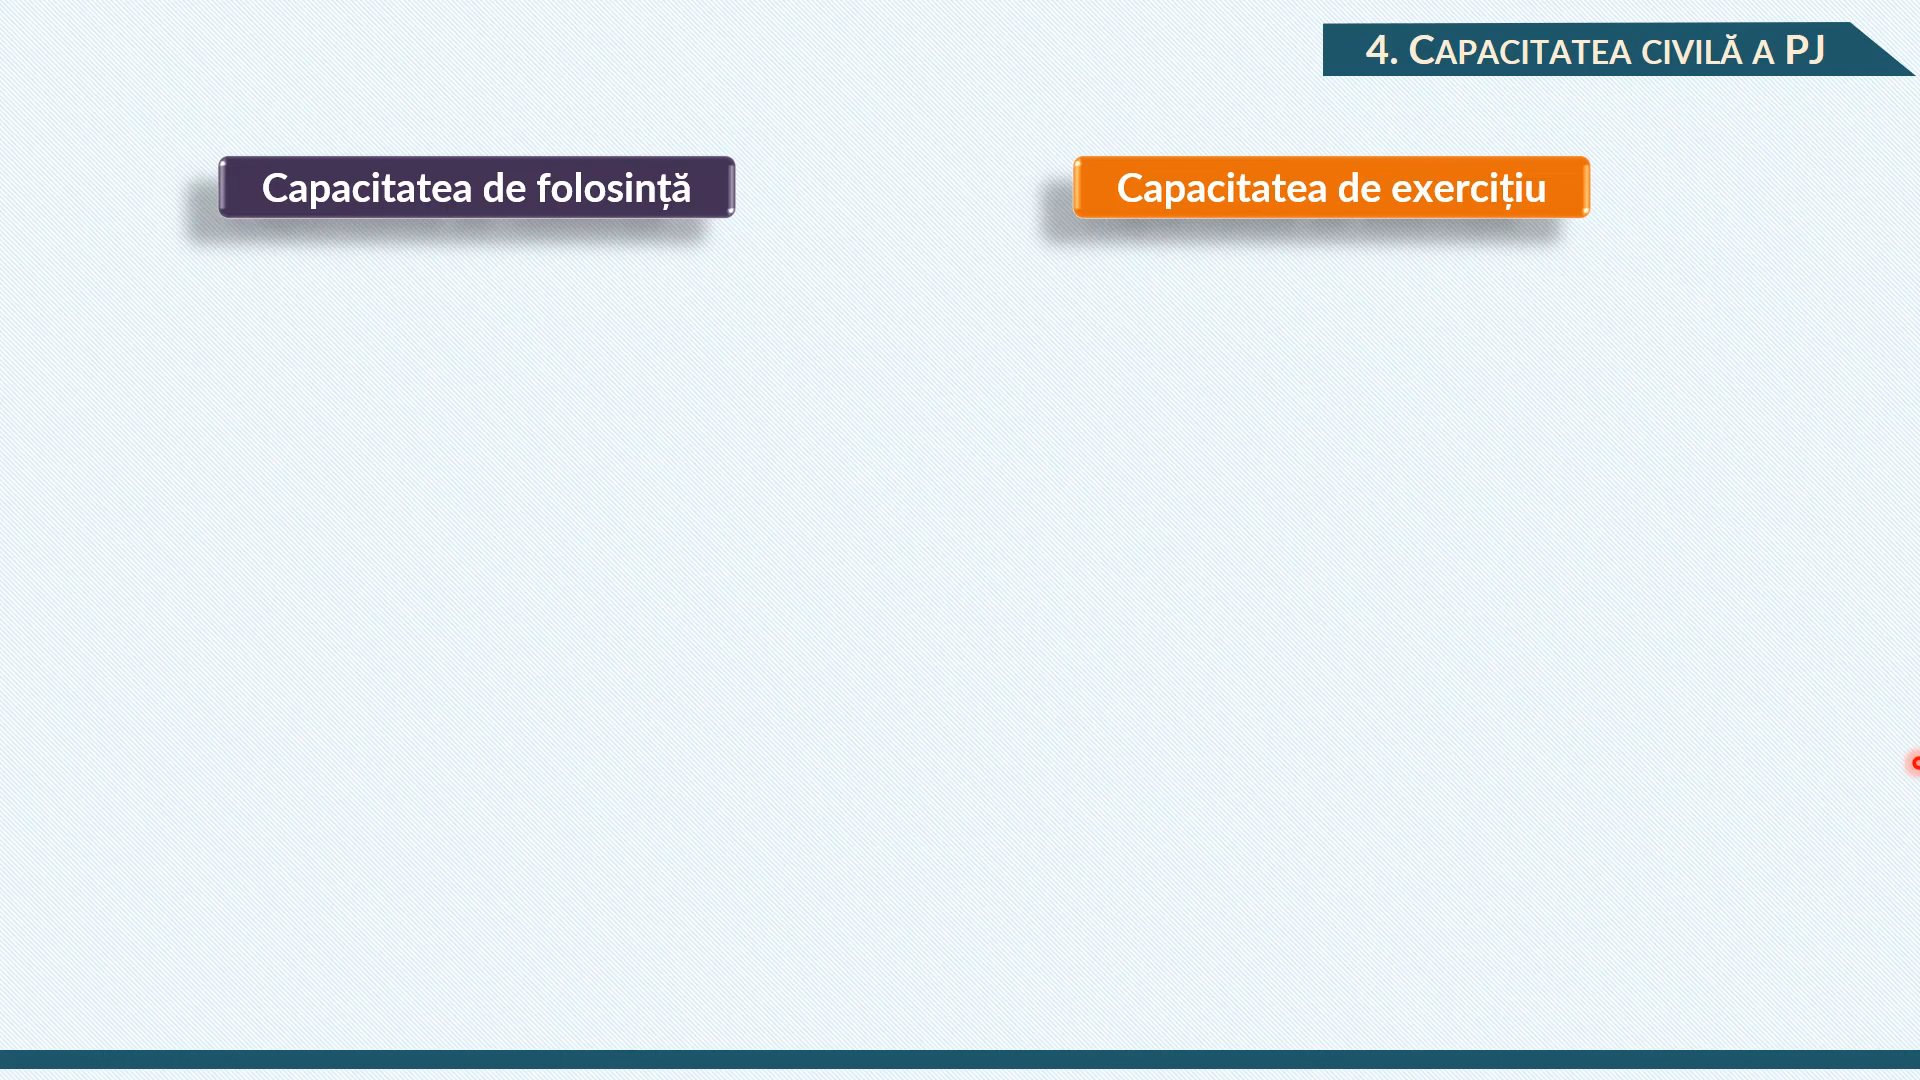 4. CAPACITATEA CIVILĂ A PJ
Capacitatea de folosință
Capacitatea de exercițiu